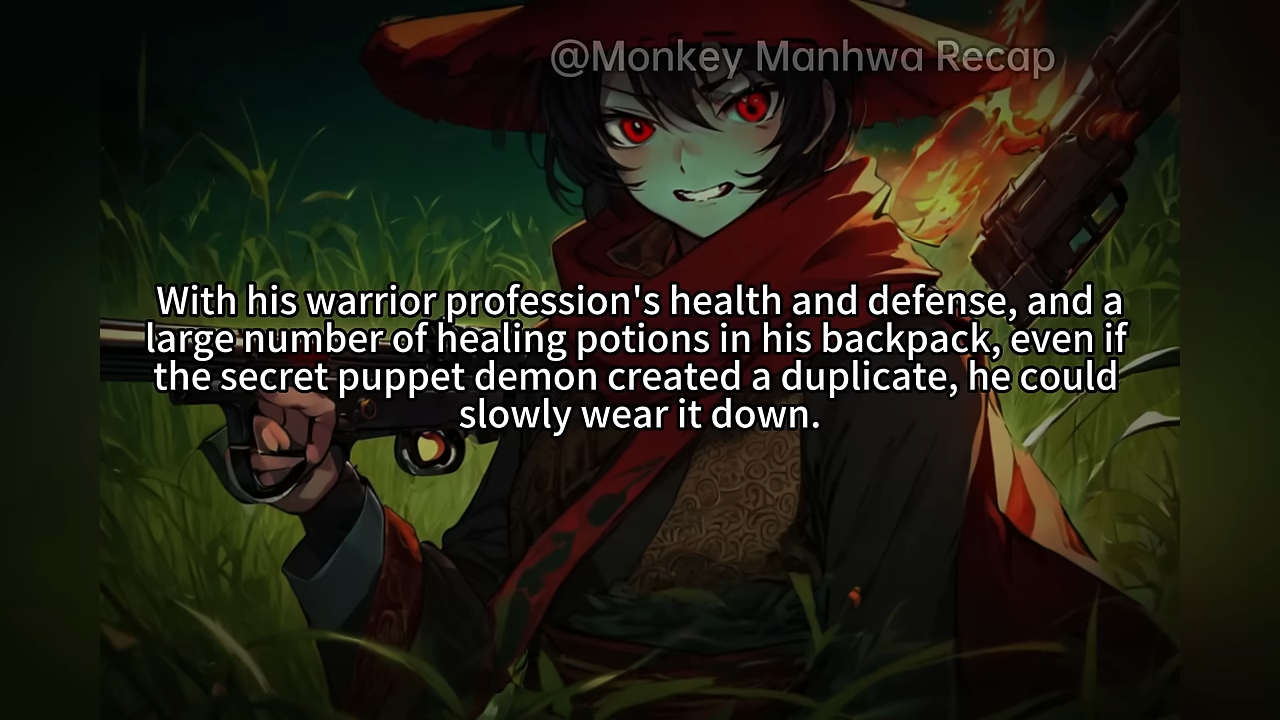 @Monkey Manhwa Recap
With his warrior profession's health and defense, and a
large number of healing potions in his backpack, even if
the secret puppet demon created a duplicate, he could
slowly wear it down.